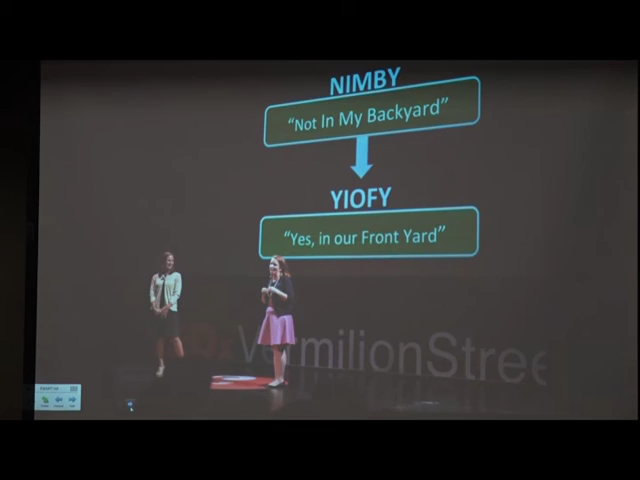 NIMBY
“Not In My Backyard”
YIOFY
“Yes, in our Front Yard”
VermilionStree